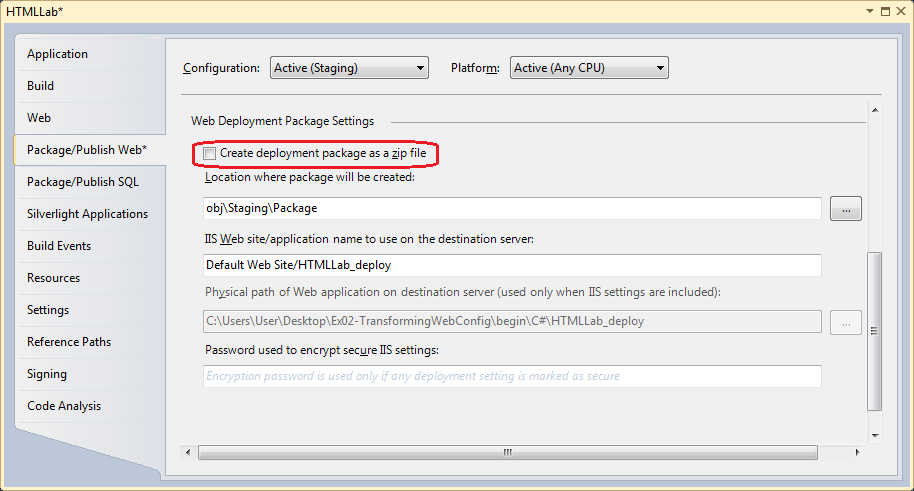 HTMLLab*
Application
Build
Web
Package/Publish Web*
Package/Publish SQL
Silverlight Applications
Build Events
Resources
Settings
Reference Paths
Signing
Code Analysis
Configuration: Active (Staging) Platform: Active (Any CPU)
Web Deployment Package Settings
Create deployment package as a zip file
Location where package will be created:
obj\Staging\Package
...
IIS Web site/application name to use on the destination server:
Default Web Site/HTMLLab_deploy
Physical path of Web application on destination server (used only when IIS settings are included):
C:\Users\User\Desktop\Ex02-TransformingWebConfig\begin\C#\HTMLLab_deploy
...
Password used to encrypt secure IIS settings:
Encryption password is used only if any deployment setting is marked as secure